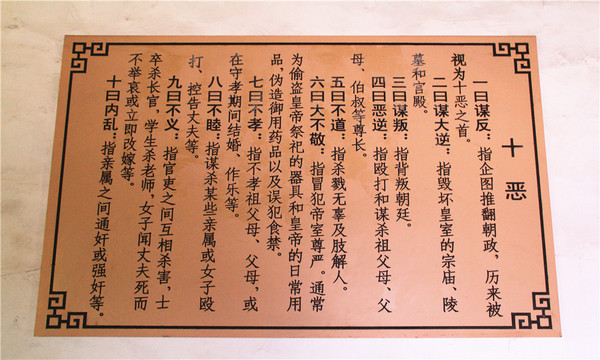 十恶
一曰谋反：指企图推翻朝政，历来被
视为十恶之首。
二曰谋大逆：指毁坏皇室的宗庙、陵
墓和宫殿。
三曰谋叛：指背叛朝廷。
四曰恶逆：指殴打和谋杀祖父母、父
母、伯叔等尊长。
五曰不道：指杀戮无辜及肢解人。
六曰大不敬：指冒犯帝室尊严。通常
为偷盗皇帝祭祀的器具和皇帝的日常用
品，伪造御用药品以及误犯食禁。
七曰不孝：指不孝祖父母、父母，或
在守孝期间结婚、作乐等。
八曰不睦：指谋杀某些亲属或女子殴
打、控告丈夫等。
九曰不义：指官吏之间互相杀害，士
卒杀长官，学生杀老师，女子闻丈夫死而
不举哀或立即改嫁等。
十曰内乱：指亲属之间通奸或强奸等。